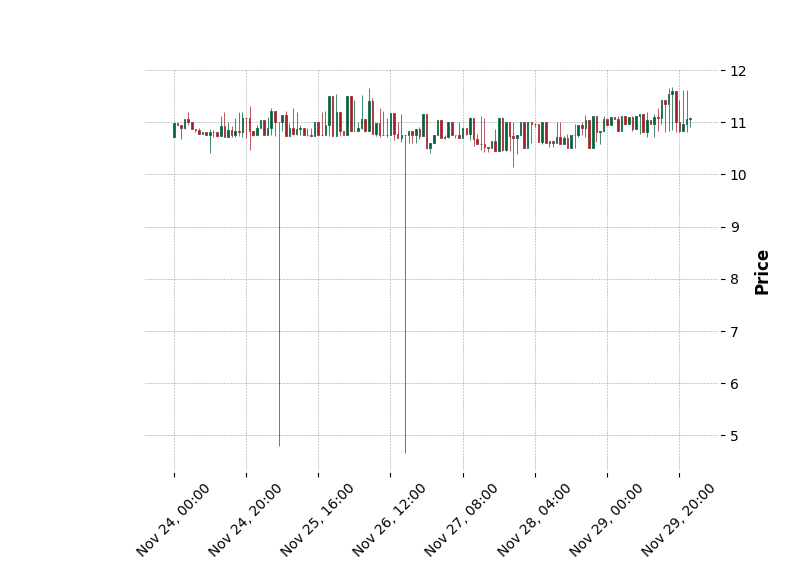 12
11
10
9
8
7
6
5
Price
Nov 24, 00:00
Nov 24, 20:00
Nov 25, 16:00
Nov 26, 12:00
Nov 27, 08:00
Nov 28, 04:00
Nov 29, 00:00
Nov 29, 20:00